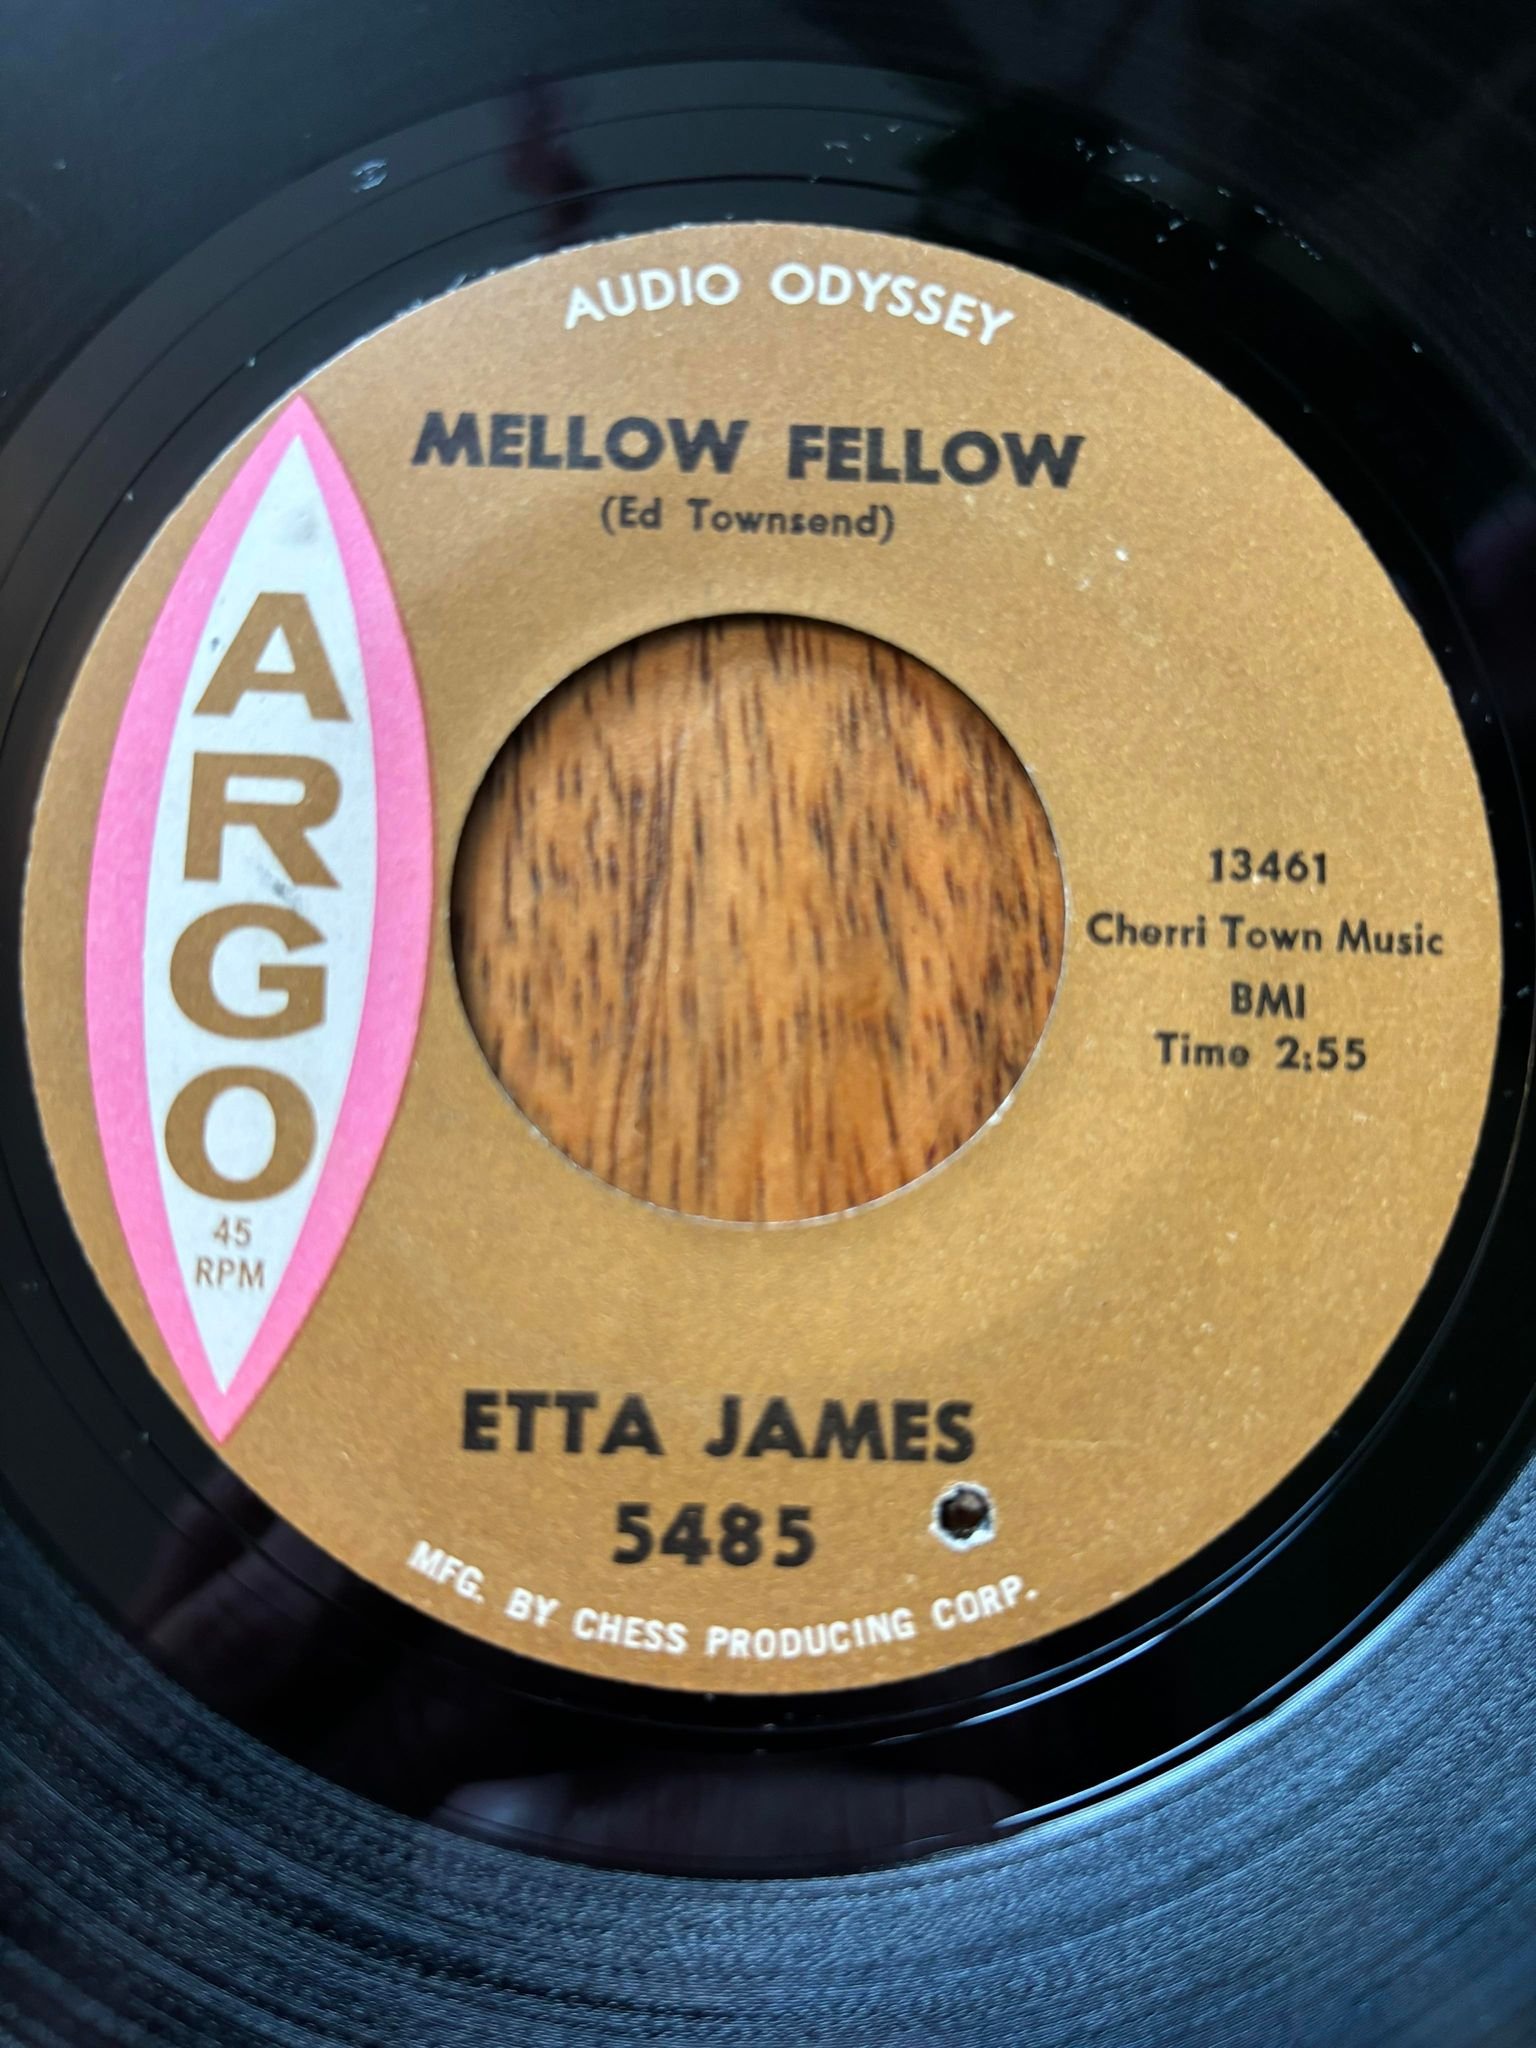 AUDIO ODYSSEY
MELLOW FELLOW
(Ed Townsend)
ARGO
45
RPM
13461
Cherri Town Music
BMI
Time 2:55
ETTA JAMES
5485
MFG. BY CHESS PRODUCING CORP.